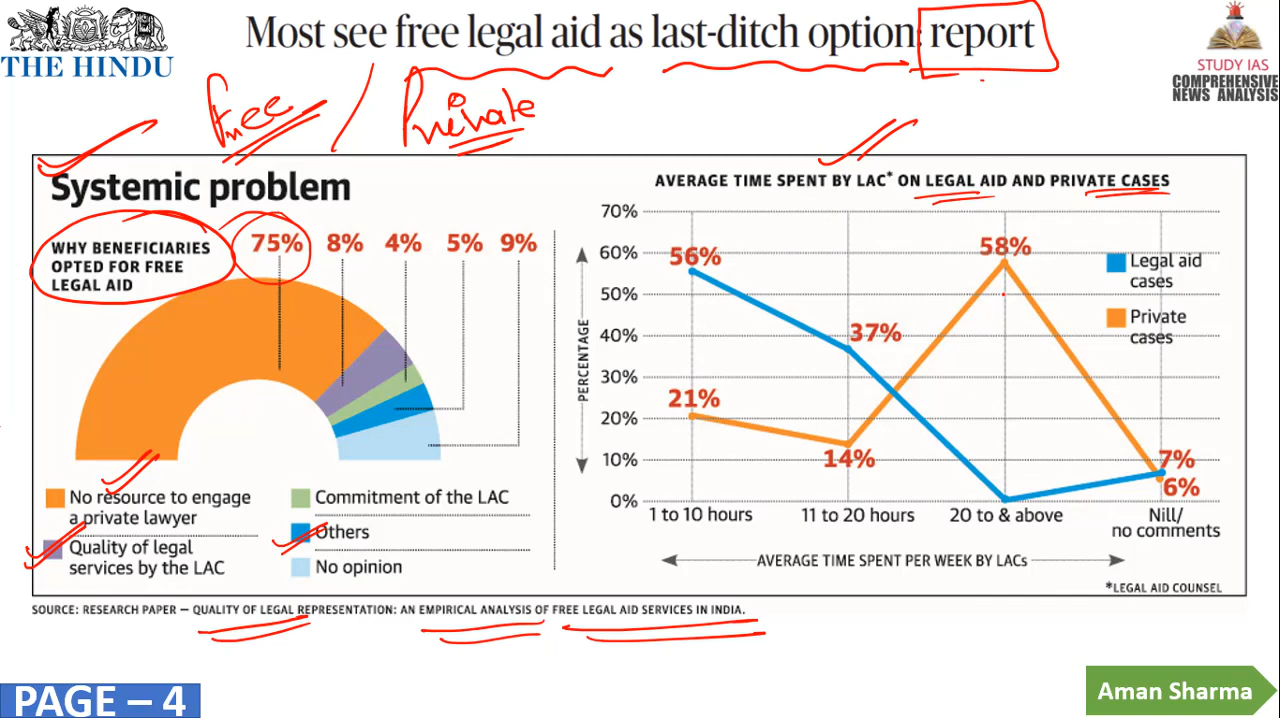 Most see free legal aid as last-ditch option: report
THE HINDU
STUDY IAS
COMPREHENSIVE
NEWS ANALYSIS
Free / Private
Systemic problem
WHY BENEFICIARIES
OPTED FOR FREE
LEGAL AID
75% 8% 4% 5% 9%
No resource to engage
a private lawyer
Quality of legal
services by the LAC
Commitment of the LAC
Others
No opinion
AVERAGE TIME SPENT BY LAC* ON LEGAL AID AND PRIVATE CASES
70%
60%
50%
40%
30%
20%
10%
0%
PERCENTAGE
56%
37%
21%
14%
58%
7%
6%
Legal aid
cases
Private
cases
1 to 10 hours
11 to 20 hours
20 to & above
Nill/
no comments
AVERAGE TIME SPENT PER WEEK BY LACs
*LEGAL AID COUNSEL
SOURCE: RESEARCH PAPER — QUALITY OF LEGAL REPRESENTATION: AN EMPIRICAL ANALYSIS OF FREE LEGAL AID SERVICES IN INDIA.
PAGE – 4
Aman Sharma